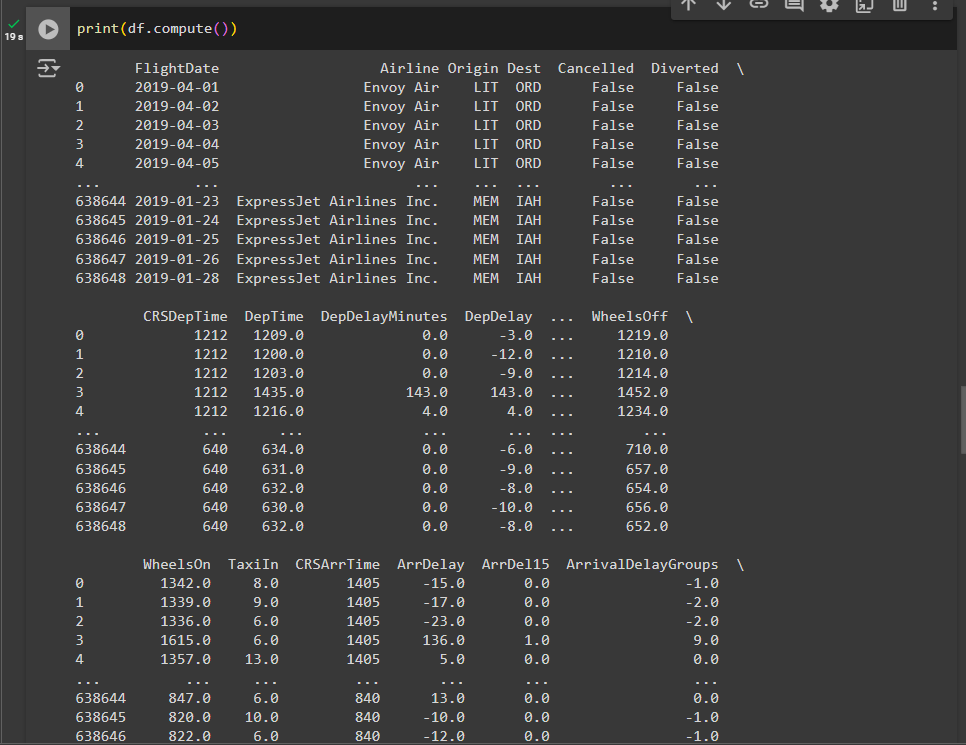 print(df.compute())
19 s
FlightDate Airline Origin Dest Cancelled Diverted \
0 2019-04-01 Envoy Air LIT ORD False False
1 2019-04-02 Envoy Air LIT ORD False False
2 2019-04-03 Envoy Air LIT ORD False False
3 2019-04-04 Envoy Air LIT ORD False False
4 2019-04-05 Envoy Air LIT ORD False False
... ... ... ... ... ... ...
638644 2019-01-23 ExpressJet Airlines Inc. MEM IAH False False
638645 2019-01-24 ExpressJet Airlines Inc. MEM IAH False False
638646 2019-01-25 ExpressJet Airlines Inc. MEM IAH False False
638647 2019-01-26 ExpressJet Airlines Inc. MEM IAH False False
638648 2019-01-28 ExpressJet Airlines Inc. MEM IAH False False
CRSDepTime DepTime DepDelayMinutes DepDelay ... WheelsOff \
0 1212 1209.0 0.0 -3.0 ... 1219.0
1 1212 1200.0 0.0 -12.0 ... 1210.0
2 1212 1203.0 0.0 -9.0 ... 1214.0
3 1212 1435.0 143.0 143.0 ... 1452.0
4 1212 1216.0 4.0 4.0 ... 1234.0
... ... ... ... ... ... ...
638644 640 634.0 0.0 -6.0 ... 710.0
638645 640 631.0 0.0 -9.0 ... 657.0
638646 640 632.0 0.0 -8.0 ... 654.0
638647 640 630.0 0.0 -10.0 ... 656.0
638648 640 632.0 0.0 -8.0 ... 652.0
WheelsOn TaxiIn CRSArrTime ArrDelay ArrDel15 ArrivalDelayGroups \
0 1342.0 8.0 1405 -15.0 0.0 -1.0
1 1339.0 9.0 1405 -17.0 0.0 -2.0
2 1336.0 6.0 1405 -23.0 0.0 -2.0
3 1615.0 6.0 1405 136.0 1.0 9.0
4 1357.0 13.0 1405 5.0 0.0 0.0
... ... ... ... ... ... ...
638644 847.0 6.0 840 13.0 0.0 0.0
638645 820.0 10.0 840 -10.0 0.0 -1.0
638646 822.0 6.0 840 -12.0 0.0 -1.0